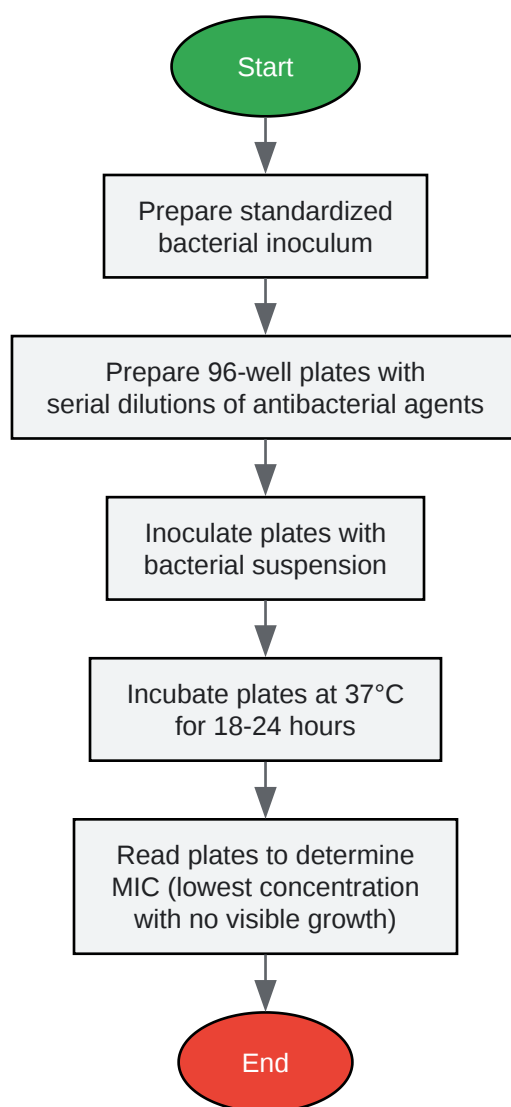 Start
Prepare standardized
bacterial inoculum
Prepare 96-well plates with
serial dilutions of antibacterial agents
Inoculate plates with
bacterial suspension
Incubate plates at 37°C
for 18-24 hours
Read plates to determine
MIC (lowest concentration
with no visible growth)
End